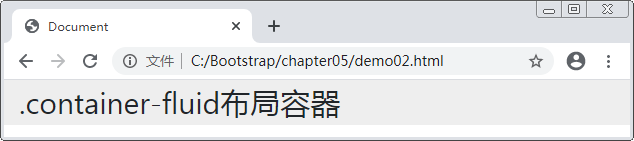 Document
文件 C:/Bootstrap/chapter05/demo02.html
.container-fluid布局容器